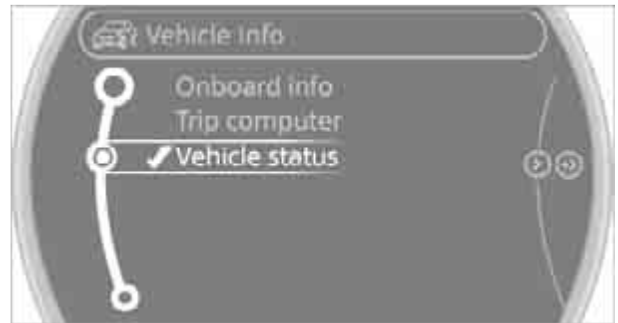 Vehicle Info
Onboard info
Trip computer
Vehicle status